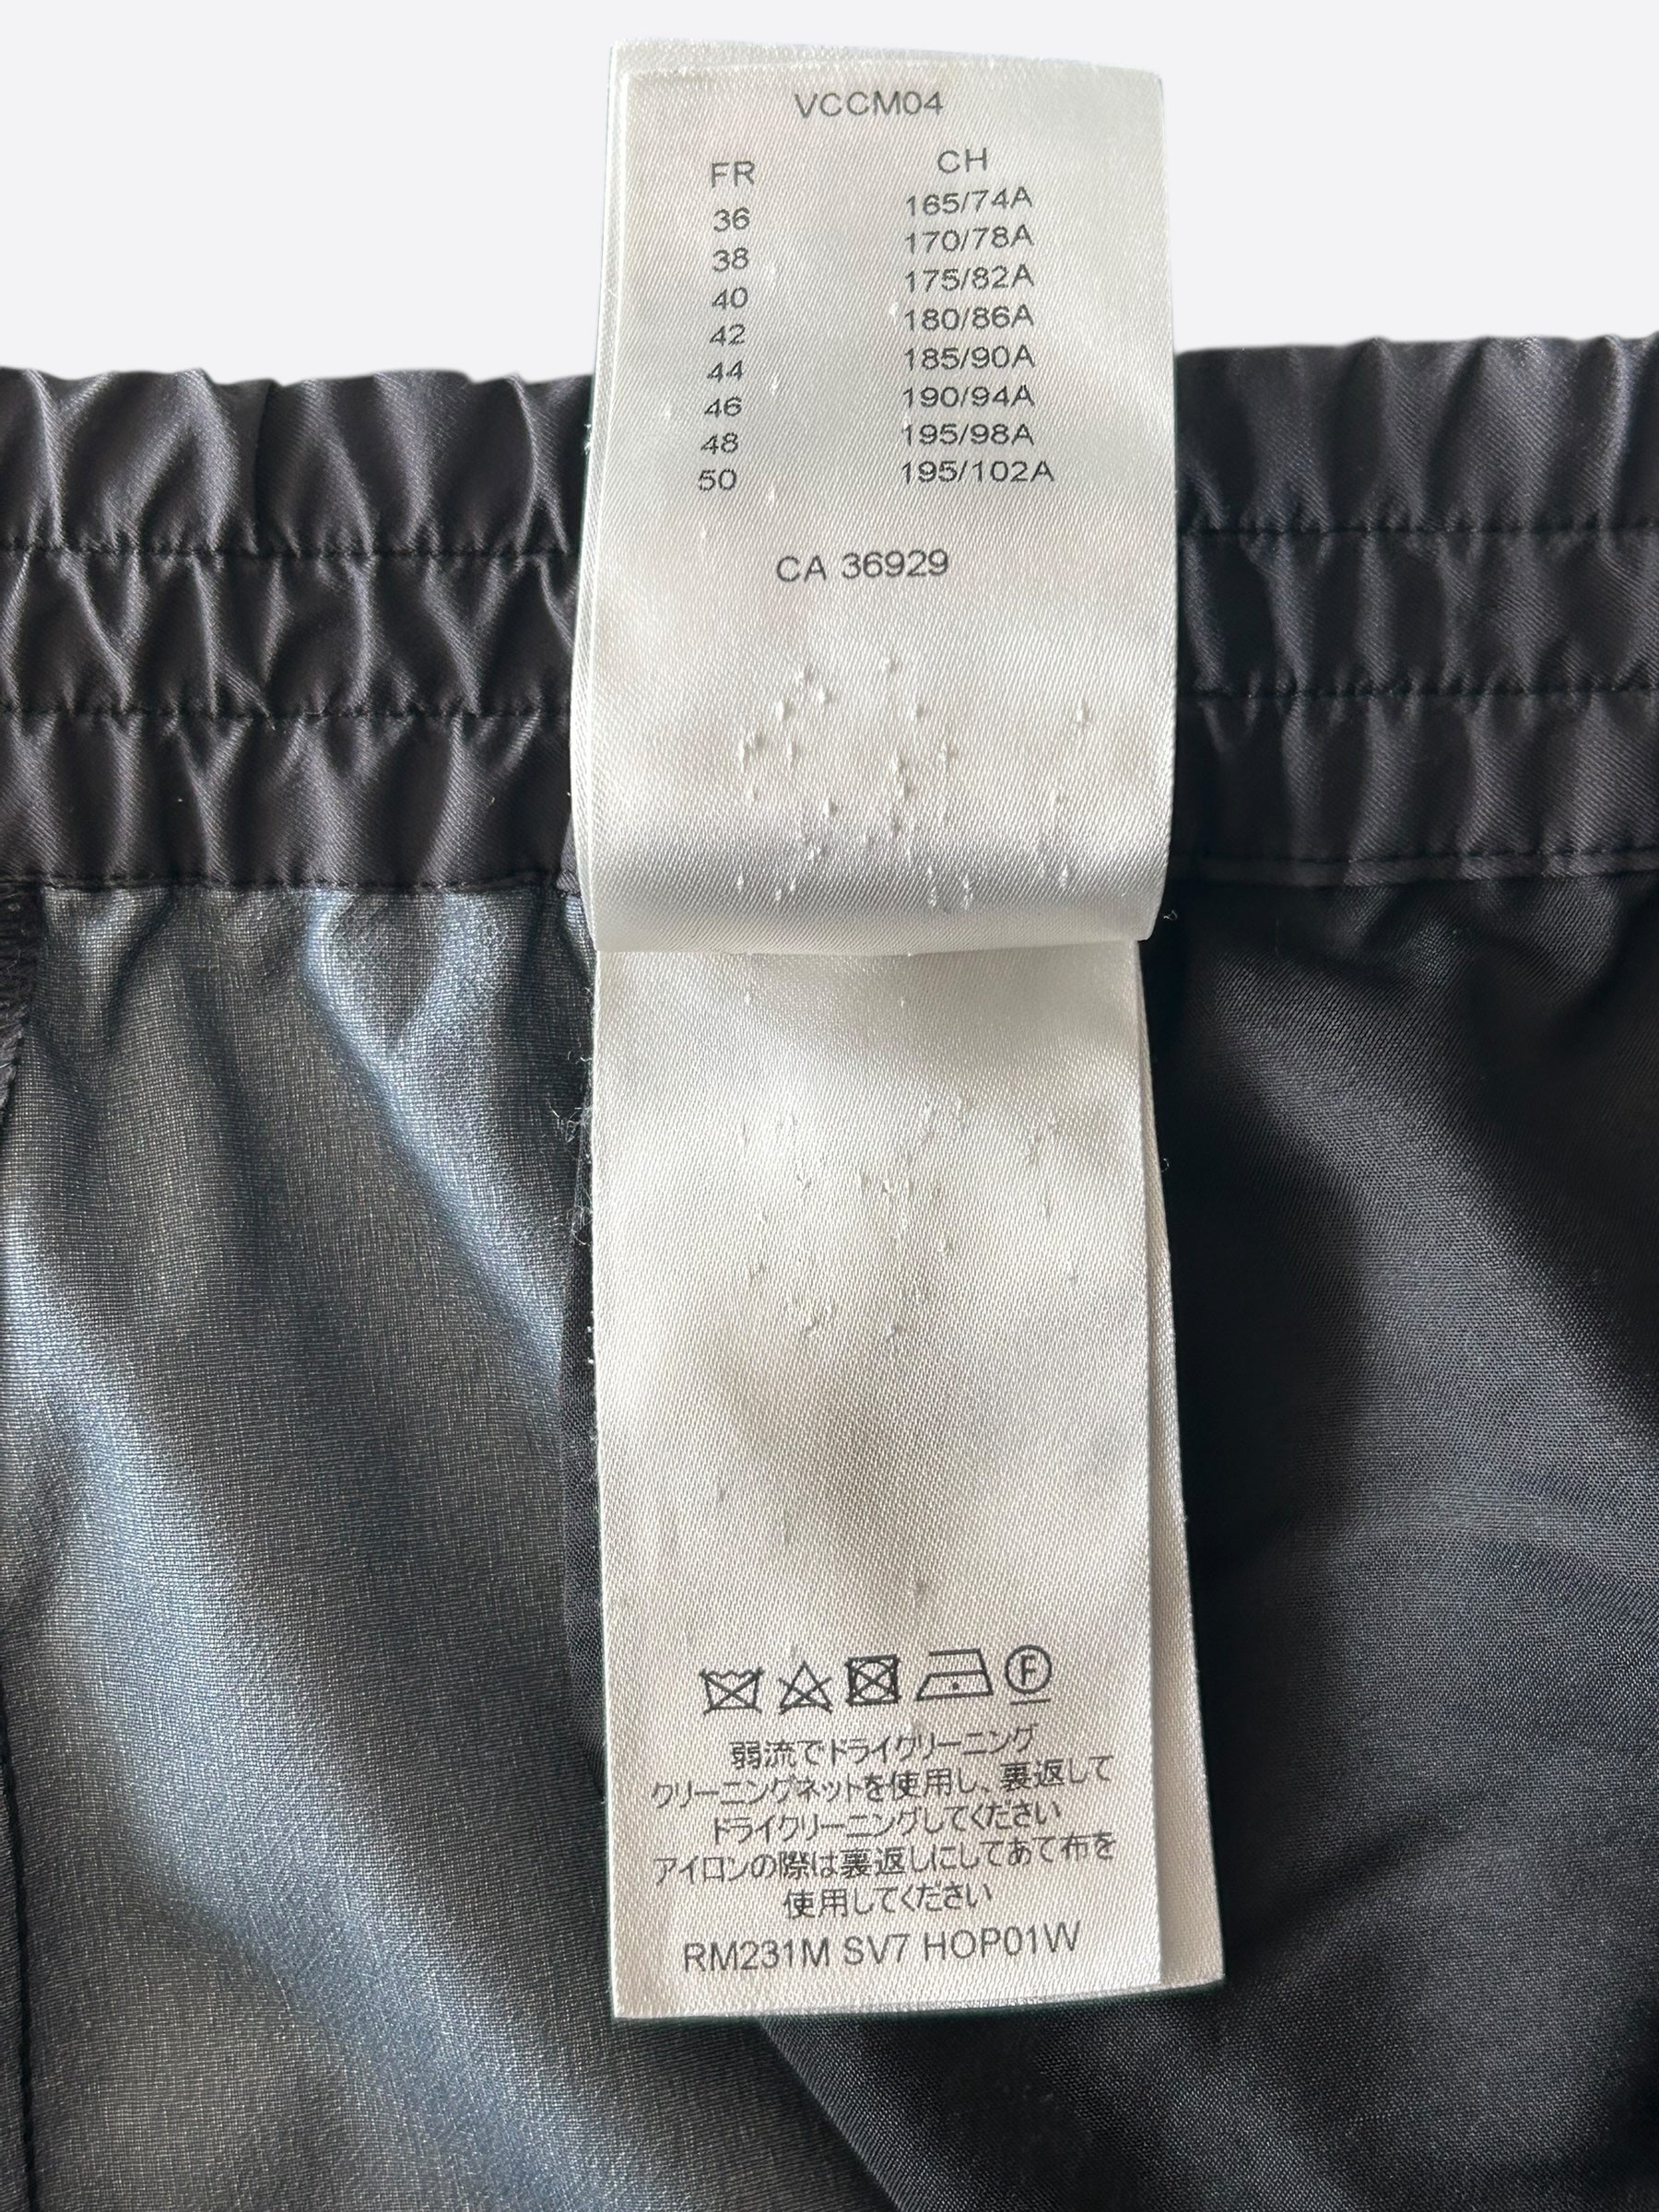 VCCM04
FR CH
36 165/74A
38 170/78A
40 175/82A
42 180/86A
44 185/90A
46 190/94A
48 195/98A
50 195/102A
CA 36929
F
弱流でドライクリーニング
クリーニングネットを使用し、裏返して
ドライクリーニングしてください
アイロンの際は裏返しにしてあて布を
使用してください
RM231M SV7 HOP01W